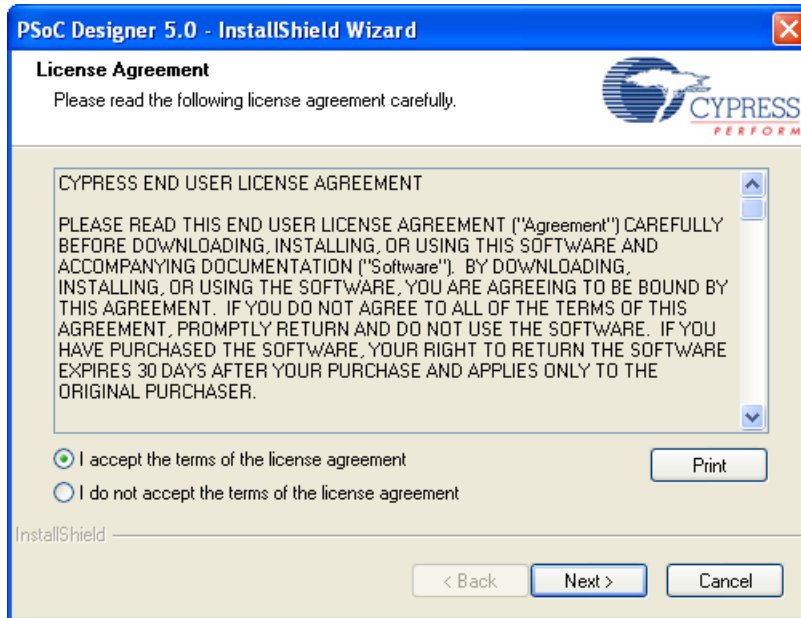 PSoC Designer 5.0 - InstallShield Wizard
License Agreement
Please read the following license agreement carefully.
CYPRESS
PERFORM
CYPRESS END USER LICENSE AGREEMENT
PLEASE READ THIS END USER LICENSE AGREEMENT ("Agreement") CAREFULLY
BEFORE DOWNLOADING, INSTALLING, OR USING THIS SOFTWARE AND
ACCOMPANYING DOCUMENTATION ("Software"). BY DOWNLOADING,
INSTALLING, OR USING THE SOFTWARE, YOU ARE AGREEING TO BE BOUND BY
THIS AGREEMENT. IF YOU DO NOT AGREE TO ALL OF THE TERMS OF THIS
AGREEMENT, PROMPTLY RETURN AND DO NOT USE THE SOFTWARE. IF YOU
HAVE PURCHASED THE SOFTWARE, YOUR RIGHT TO RETURN THE SOFTWARE
EXPIRES 30 DAYS AFTER YOUR PURCHASE AND APPLIES ONLY TO THE
ORIGINAL PURCHASER.
I accept the terms of the license agreement
Print
I do not accept the terms of the license agreement
InstallShield
< Back
Next >
Cancel